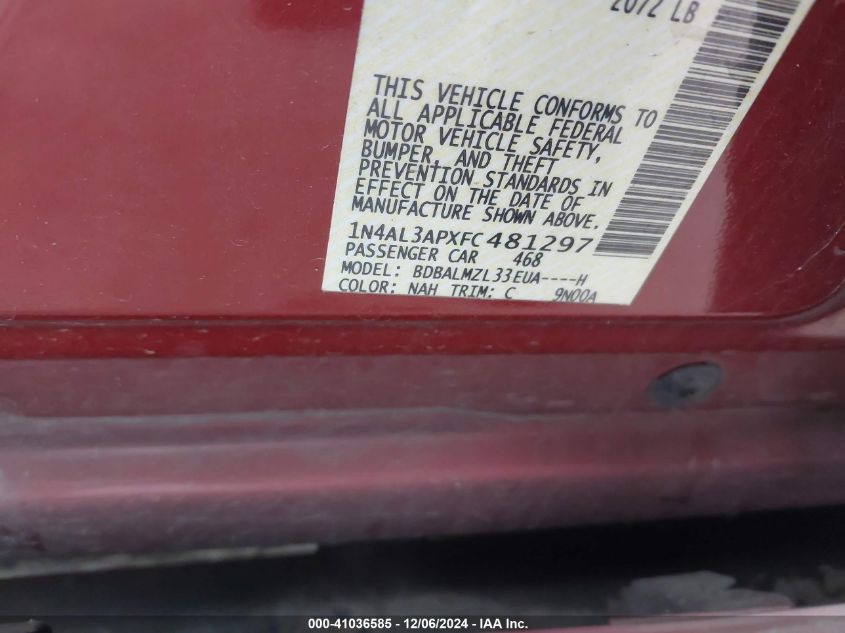 2072 LB
THIS VEHICLE CONFORMS TO
ALL APPLICABLE FEDERAL
MOTOR VEHICLE SAFETY,
BUMPER, AND THEFT
PREVENTION STANDARDS IN
EFFECT ON THE DATE OF
MANUFACTURE SHOWN ABOVE.
1N4AL3APXFC481297
PASSENGER CAR 468
MODEL: BDBALMZL33EUA----H
COLOR: NAH TRIM: C 9N00A
000-41036585 - 12/06/2024 - IAA Inc.